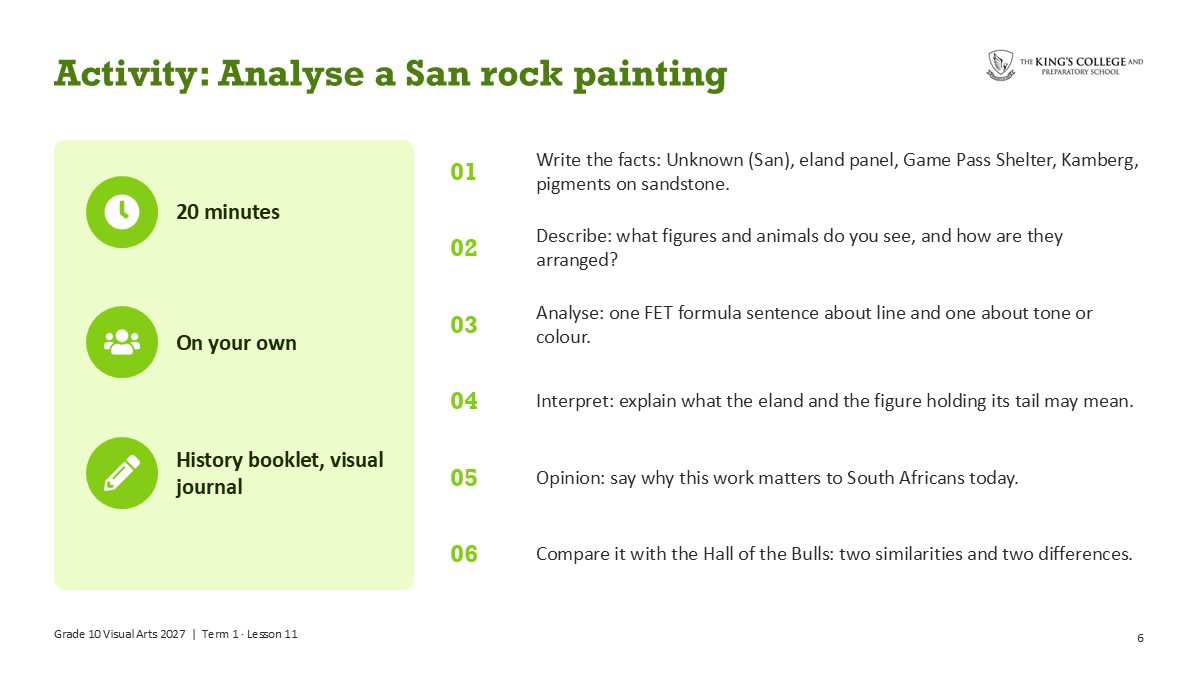 Activity: Analyse a San rock painting
THE KING'S COLLEGE AND
PREPARATORY SCHOOL
20 minutes
On your own
History booklet, visual
journal
01
Write the facts: Unknown (San), eland panel, Game Pass Shelter, Kamberg,
pigments on sandstone.
02
Describe: what figures and animals do you see, and how are they
arranged?
03
Analyse: one FET formula sentence about line and one about tone or
colour.
04
Interpret: explain what the eland and the figure holding its tail may mean.
05
Opinion: say why this work matters to South Africans today.
06
Compare it with the Hall of the Bulls: two similarities and two differences.
Grade 10 Visual Arts 2027 | Term 1 · Lesson 11
6